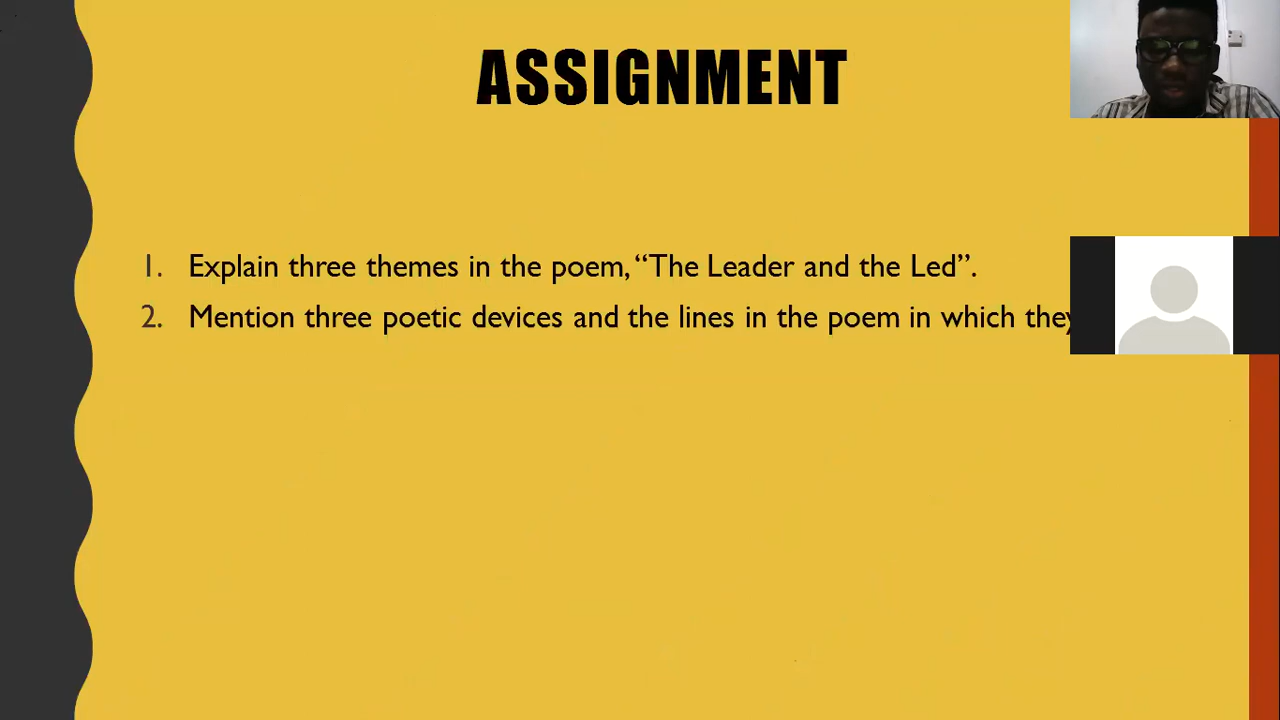 ASSIGNMENT
1. Explain three themes in the poem, “The Leader and the Led”.
2. Mention three poetic devices and the lines in the poem in which